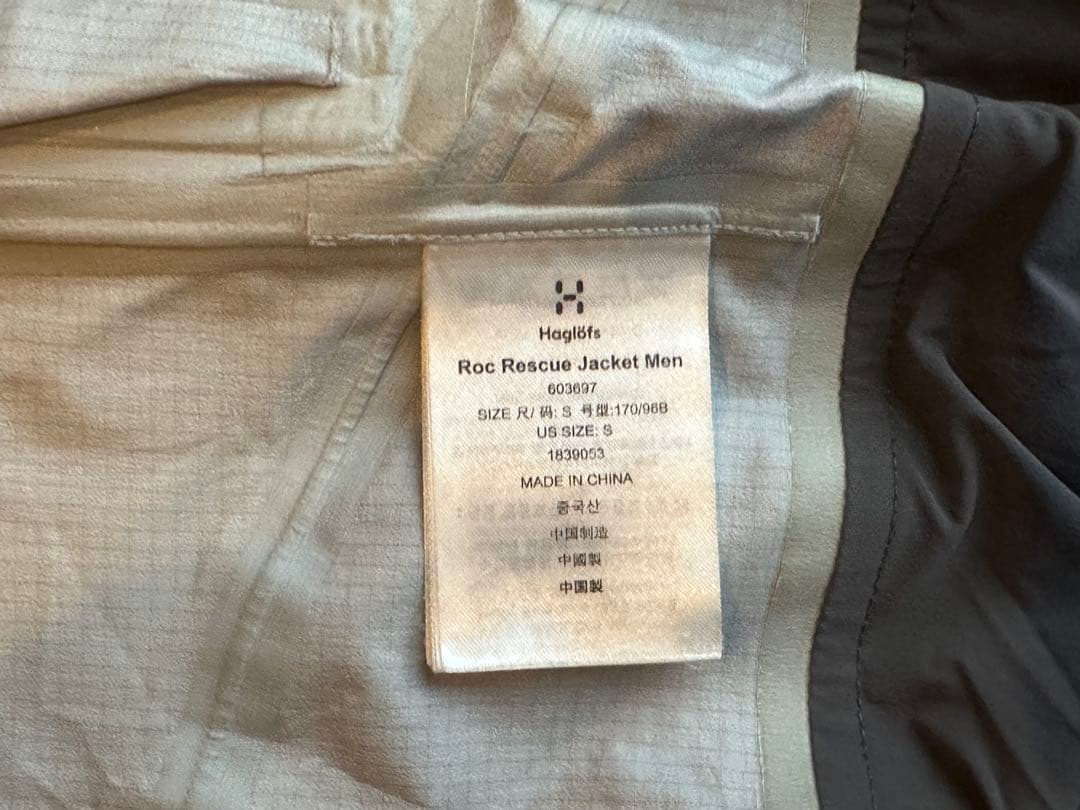 Haglöfs
Roc Rescue Jacket Men
603697
SIZE 尺/ 码: S 号型:170/96B
US SIZE: S
1839053
MADE IN CHINA
중국산
中国制造
中國製
中国製